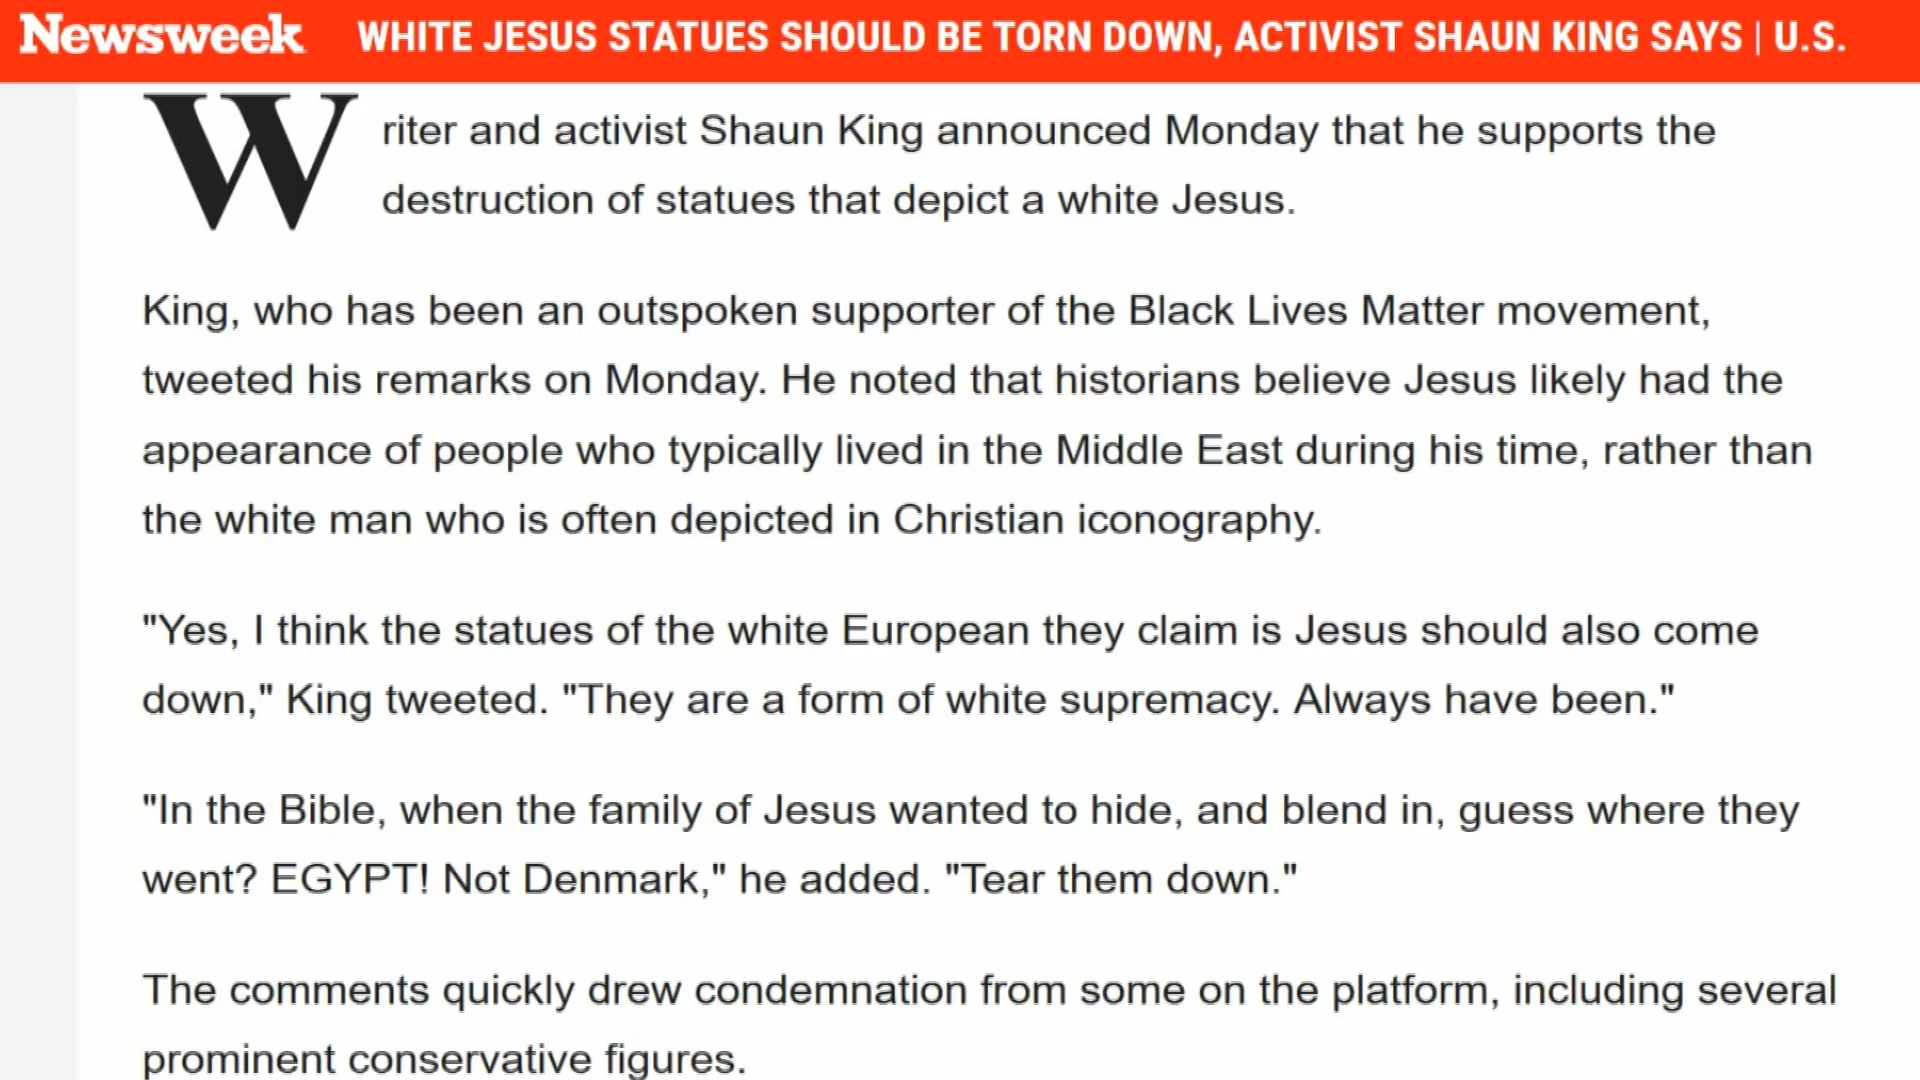 Newsweek WHITE JESUS STATUES SHOULD BE TORN DOWN, ACTIVIST SHAUN KING SAYS | U.S.
Writer and activist Shaun King announced Monday that he supports the
destruction of statues that depict a white Jesus.
King, who has been an outspoken supporter of the Black Lives Matter movement,
tweeted his remarks on Monday. He noted that historians believe Jesus likely had the
appearance of people who typically lived in the Middle East during his time, rather than
the white man who is often depicted in Christian iconography.
"Yes, I think the statues of the white European they claim is Jesus should also come
down," King tweeted. "They are a form of white supremacy. Always have been."
"In the Bible, when the family of Jesus wanted to hide, and blend in, guess where they
went? EGYPT! Not Denmark," he added. "Tear them down."
The comments quickly drew condemnation from some on the platform, including several
prominent conservative figures.